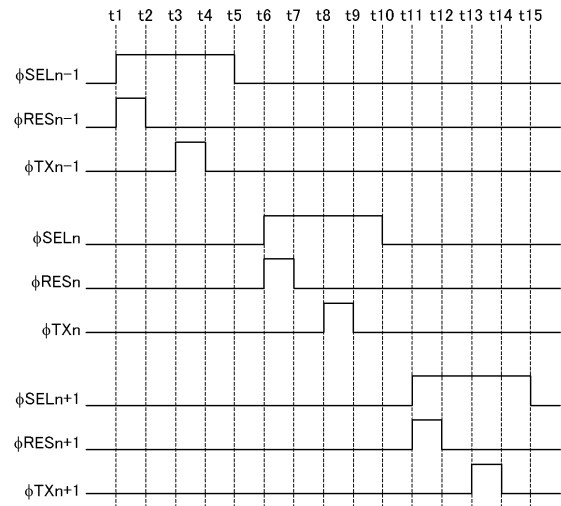 t1 t2 t3 t4 t5 t6 t7 t8 t9 t10 t11 t12 t13 t14 t15
ϕSELn-1
ϕRESn-1
ϕTXn-1
ϕSELn
ϕRESn
ϕTXn
ϕSELn+1
ϕRESn+1
ϕTXn+1